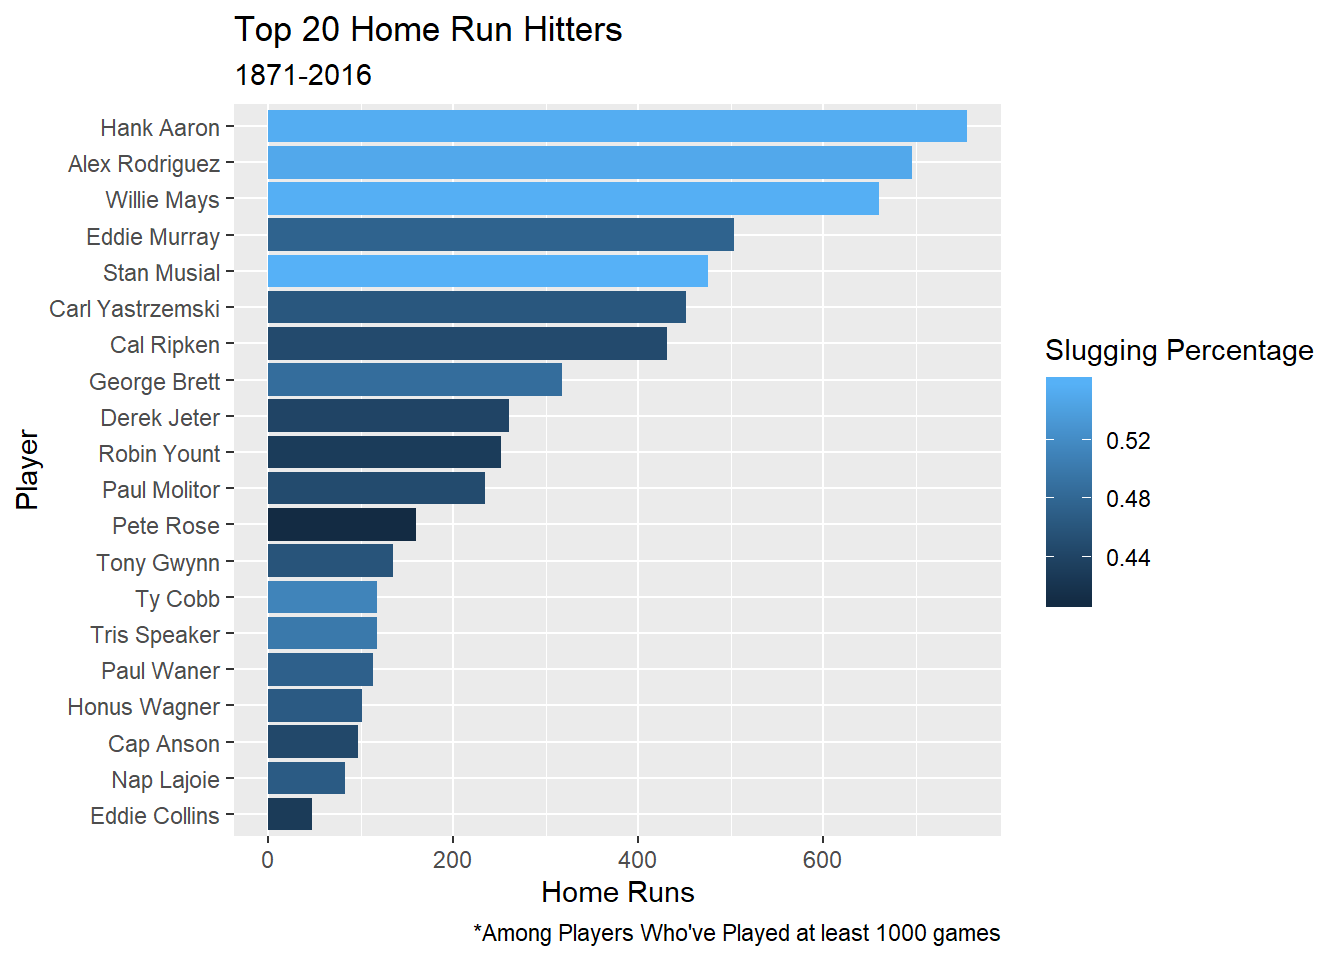 Top 20 Home Run Hitters
1871-2016
Hank Aaron
Alex Rodriguez
Willie Mays
Eddie Murray
Stan Musial
Carl Yastrzemski
Cal Ripken
George Brett
Derek Jeter
Robin Yount
Paul Molitor
Pete Rose
Tony Gwynn
Ty Cobb
Tris Speaker
Paul Waner
Honus Wagner
Cap Anson
Nap Lajoie
Eddie Collins
Player
0 200 400 600
Home Runs
*Among Players Who've Played at least 1000 games
Slugging Percentage
0.52
0.48
0.44